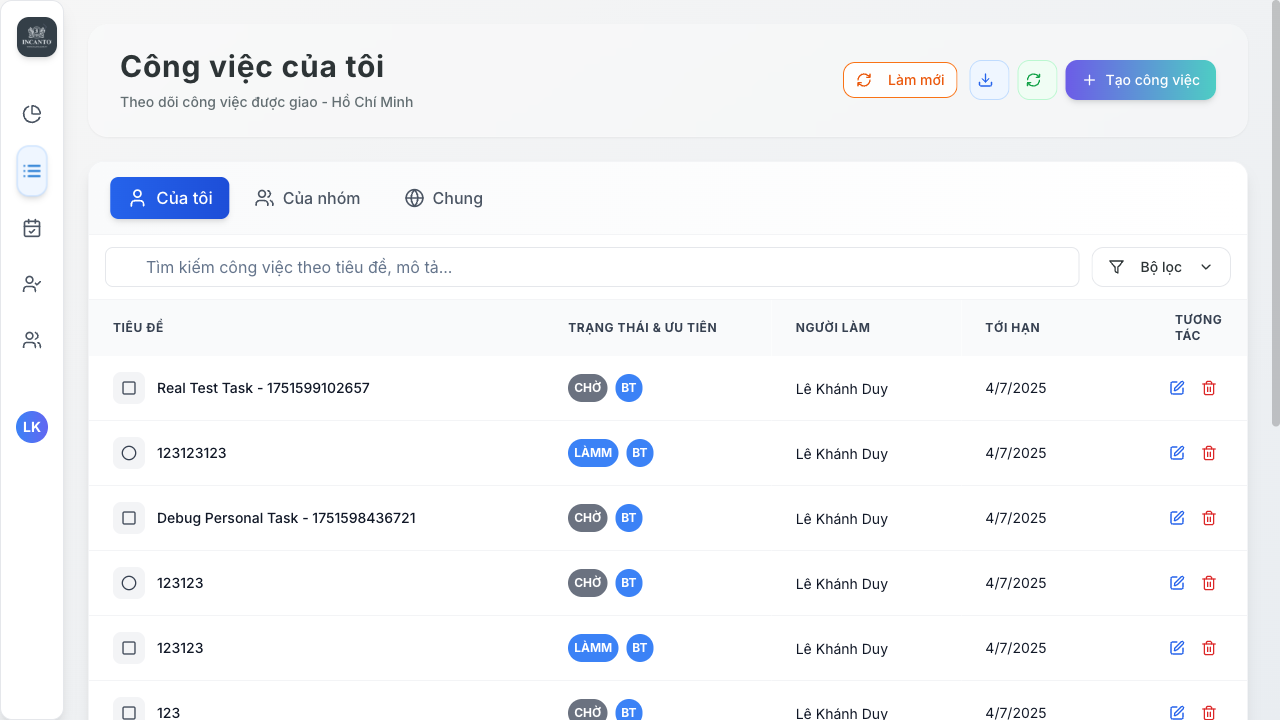 INCANTO
Công việc của tôi
Theo dõi công việc được giao - Hồ Chí Minh
Làm mới
Tạo công việc
Của tôi
Của nhóm
Chung
Tìm kiếm công việc theo tiêu đề, mô tả...
Bộ lọc
TIÊU ĐỀ
TRẠNG THÁI & ƯU TIÊN
NGƯỜI LÀM
TỚI HẠN
TƯƠNG
TÁC
Real Test Task - 1751599102657
CHỜ
BT
Lê Khánh Duy
4/7/2025
123123123
LÀMM
BT
Lê Khánh Duy
4/7/2025
Debug Personal Task - 1751598436721
CHỜ
BT
Lê Khánh Duy
4/7/2025
123123
CHỜ
BT
Lê Khánh Duy
4/7/2025
123123
LÀMM
BT
Lê Khánh Duy
4/7/2025
123
CHỜ
BT
Lê Khánh Duy
4/7/2025
LK